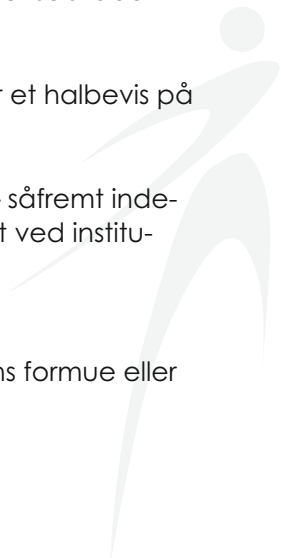 et halbevis på
såfremt inde-
t ved institu-
ns formue eller